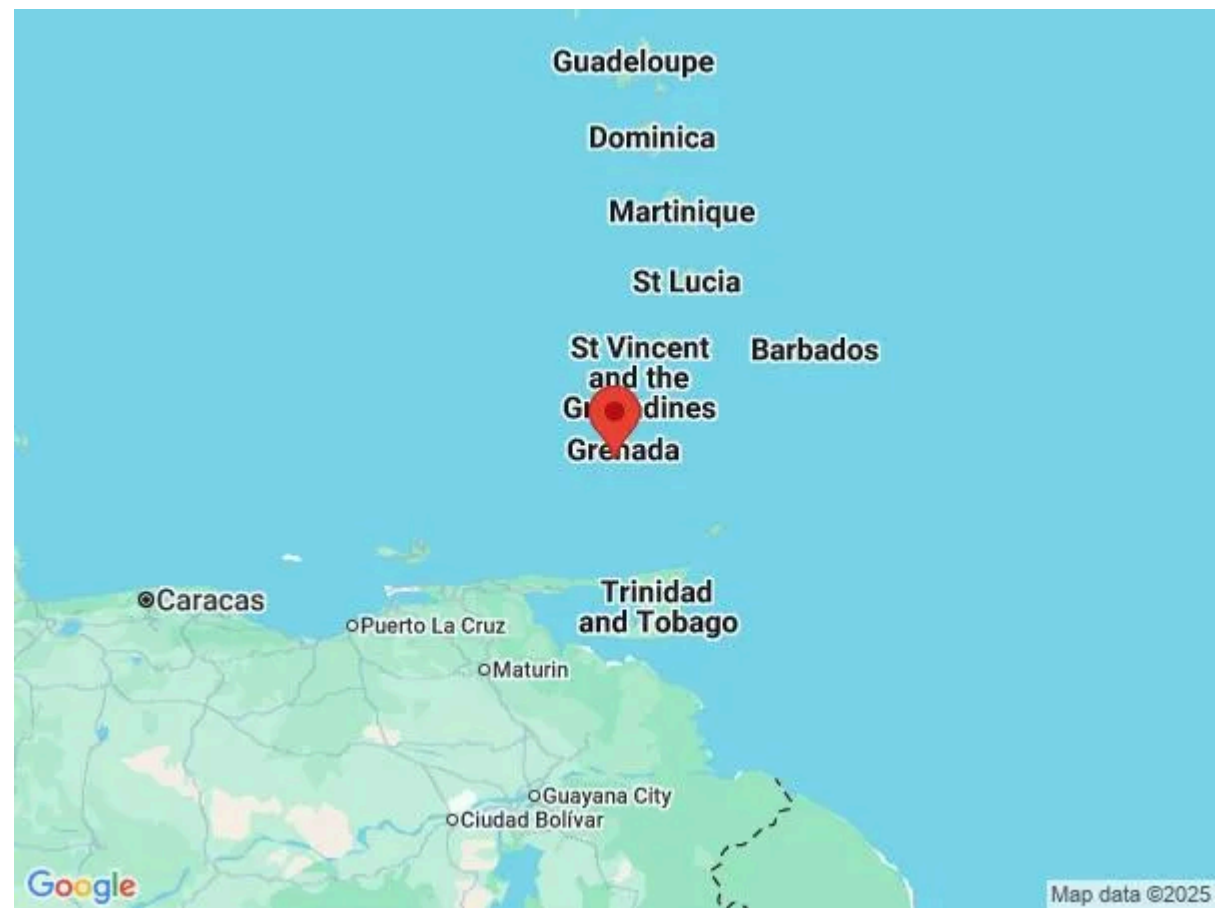 Guadeloupe
Dominica
Martinique
St Lucia
St Vincent
and the
Barbados
Grenada
Caracas
Trinidad
and Tobago
Puerto La Cruz
Maturin
Guayana City
Ciudad Bolívar
Google
Map data ©2025